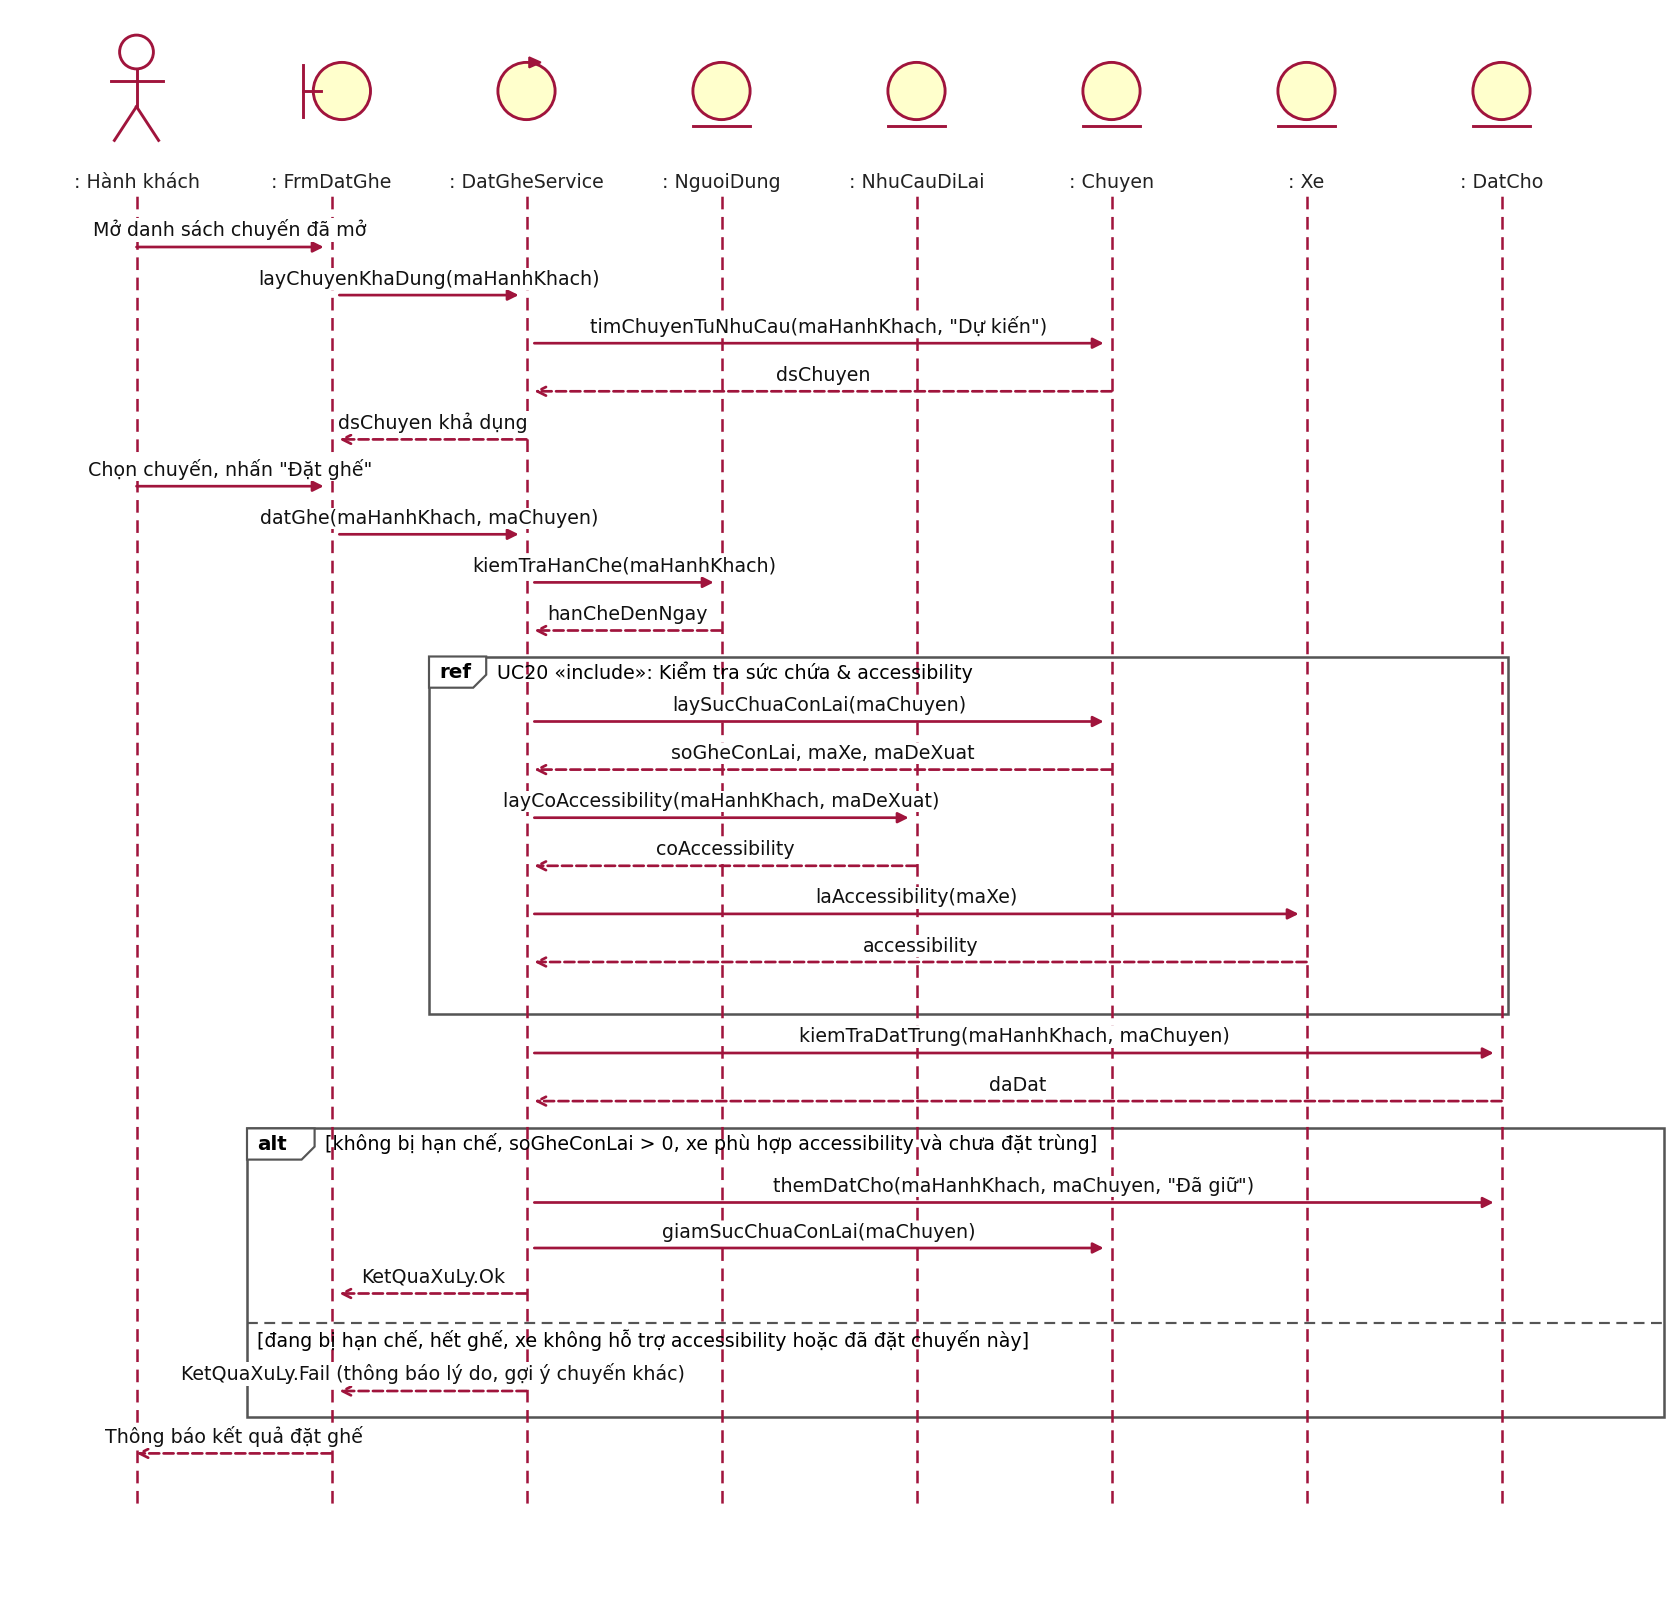 : Hành khách
: FrmDatGhe
: DatGheService
: NguoiDung
: NhuCauDiLai
: Chuyen
: Xe
: DatCho
Mở danh sách chuyến đã mở
layChuyenKhaDung(maHanhKhach)
timChuyenTuNhuCau(maHanhKhach, "Dự kiến")
dsChuyen
dsChuyen khả dụng
Chọn chuyến, nhấn "Đặt ghế"
datGhe(maHanhKhach, maChuyen)
kiemTraHanChe(maHanhKhach)
hanCheDenNgay
ref UC20 «include»: Kiểm tra sức chứa & accessibility
laySucChuaConLai(maChuyen)
soGheConLai, maXe, maDeXuat
layCoAccessibility(maHanhKhach, maDeXuat)
coAccessibility
laAccessibility(maXe)
accessibility
kiemTraDatTrung(maHanhKhach, maChuyen)
daDat
alt [không bị hạn chế, soGheConLai > 0, xe phù hợp accessibility và chưa đặt trùng]
themDatCho(maHanhKhach, maChuyen, "Đã giữ")
giamSucChuaConLai(maChuyen)
KetQuaXuLy.Ok
[đang bị hạn chế, hết ghế, xe không hỗ trợ accessibility hoặc đã đặt chuyến này]
KetQuaXuLy.Fail (thông báo lý do, gợi ý chuyến khác)
Thông báo kết quả đặt ghế